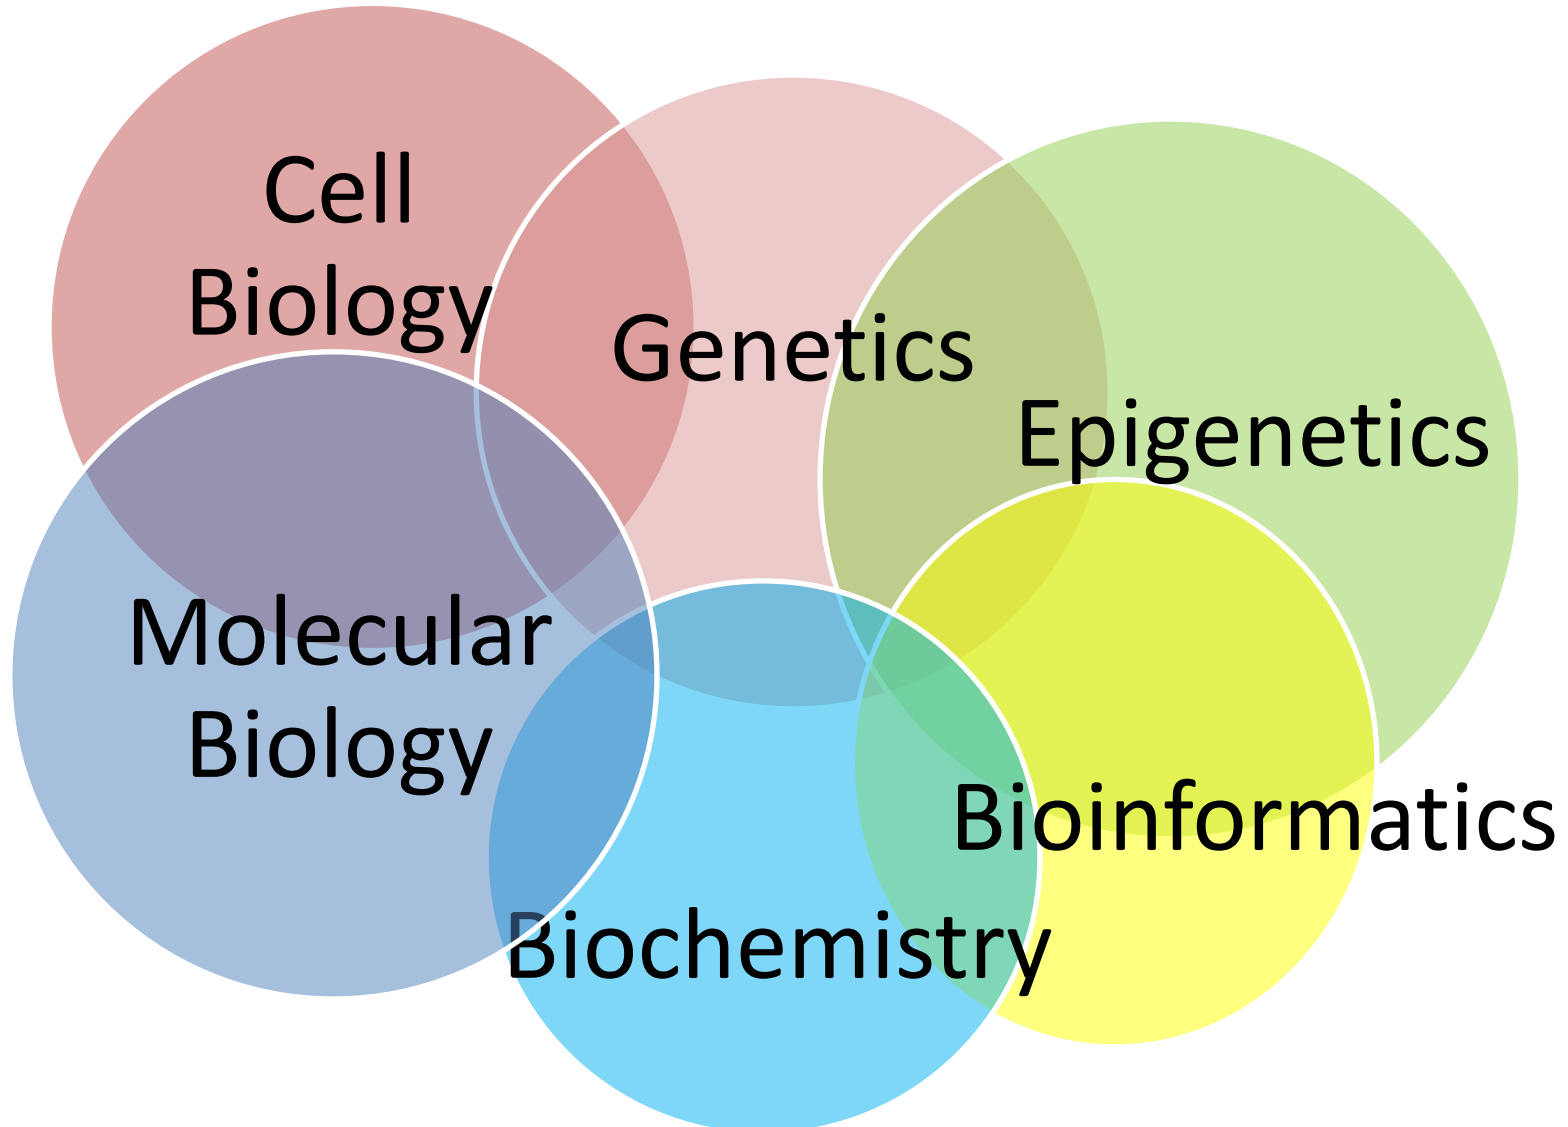 Cell
Biology
Genetics
Epigenetics
Molecular
Biology
Bioinformatics
Biochemistry